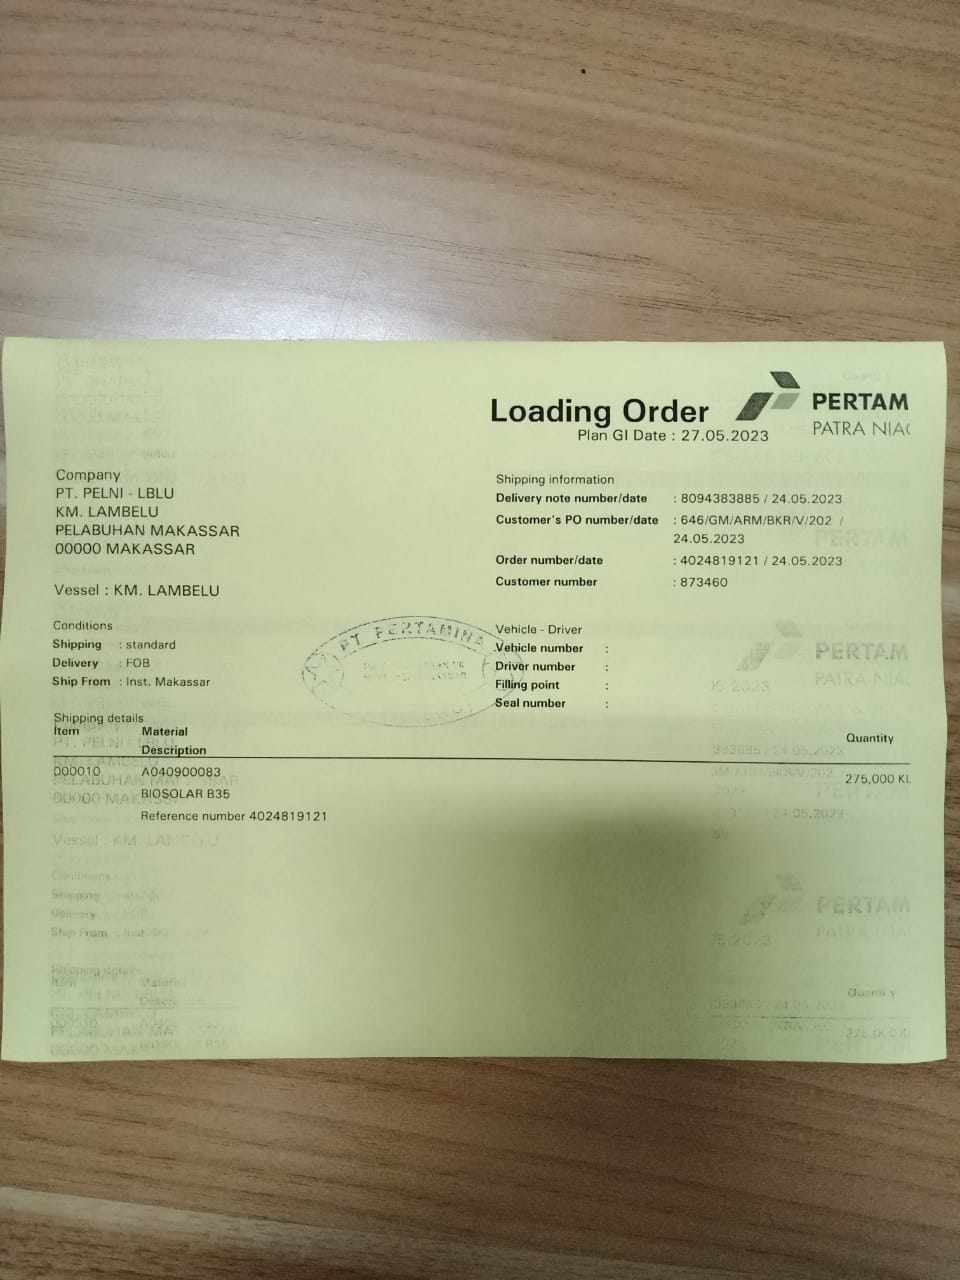 Loading Order
Plan GI Date : 27.05.2023
PERTAM
PATRA NIA
Company
PT. PELNI - LBLU
KM. LAMBELU
PELABUHAN MAKASSAR
00000 MAKASSAR
Vessel : KM. LAMBELU
Conditions
Shipping : standard
Delivery : FOB
Ship From : Inst. Makassar
Shipping information
Delivery note number/date : 8094383885 / 24.05.2023
Customer's PO number/date : 646/GM/ARM/BKR/V/202 /
24.05.2023
Order number/date : 4024819121 / 24.05.2023
Customer number : 873460
PT PERTAMINA
Vehicle - Driver
Vehicle number :
Driver number :
Filling point :
Seal number :
Shipping details
Item Material Quantity
Description
000010 A040900083 275,000 KL
BIOSOLAR B35
Reference number 4024819121